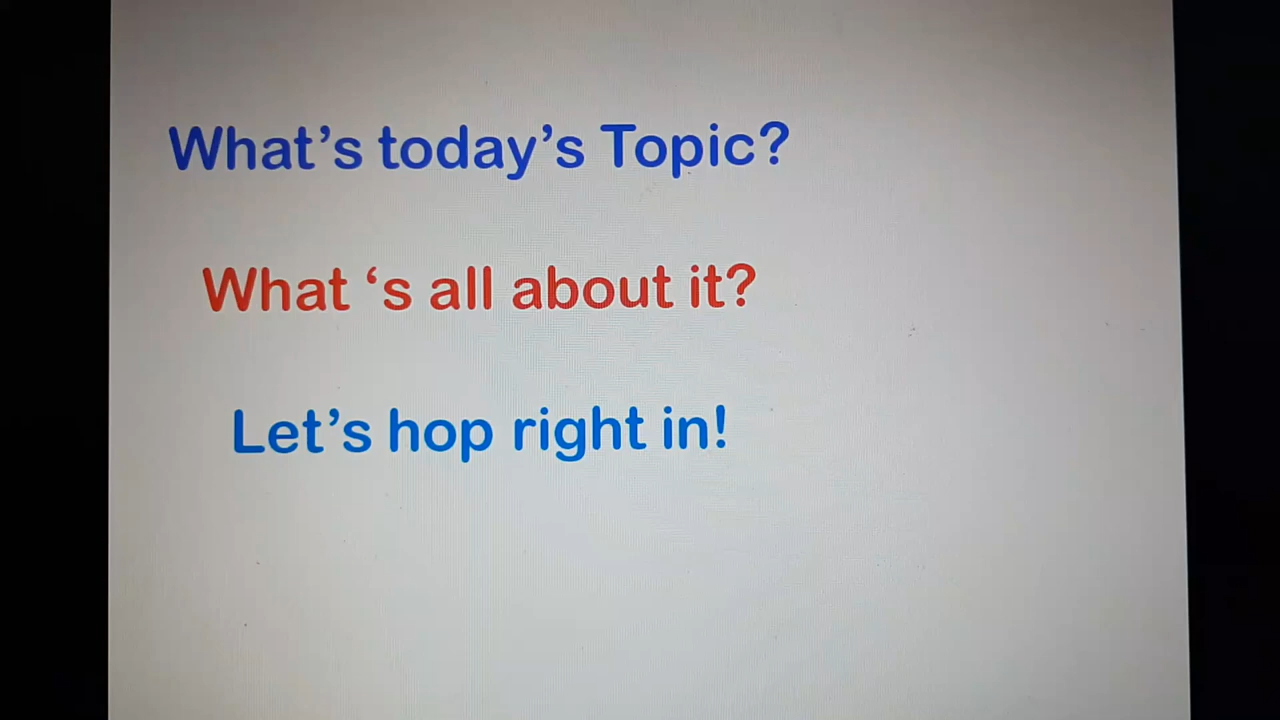 What’s today’s Topic?
What ‘s all about it?
Let’s hop right in!